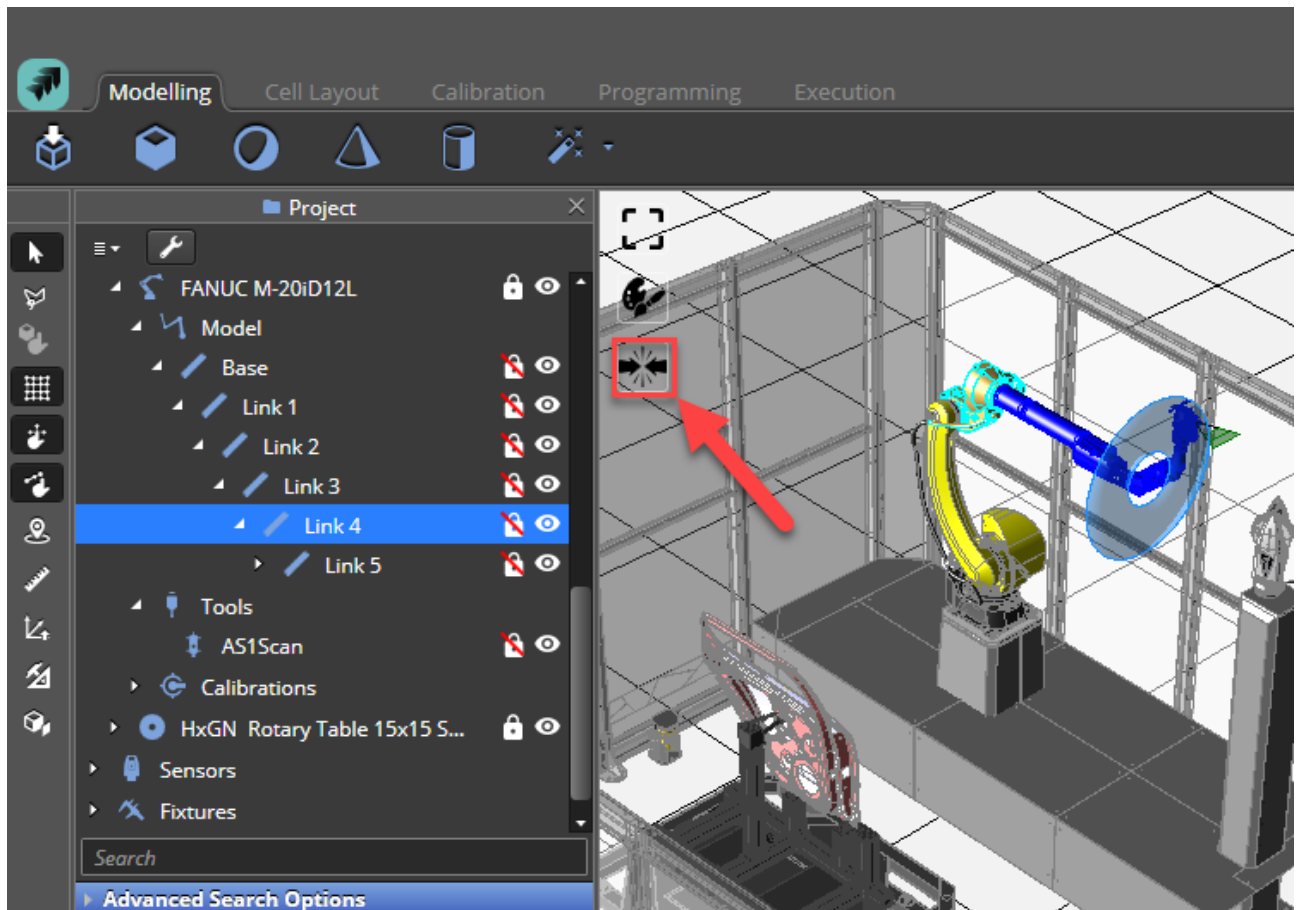 Modelling Cell Layout Calibration Programming Execution
Project
FANUC M-20iD12L
Model
Base
Link 1
Link 2
Link 3
Link 4
Link 5
Tools
AS1Scan
Calibrations
HxGN Rotary Table 15x15 S...
Sensors
Fixtures
Search
Advanced Search Options